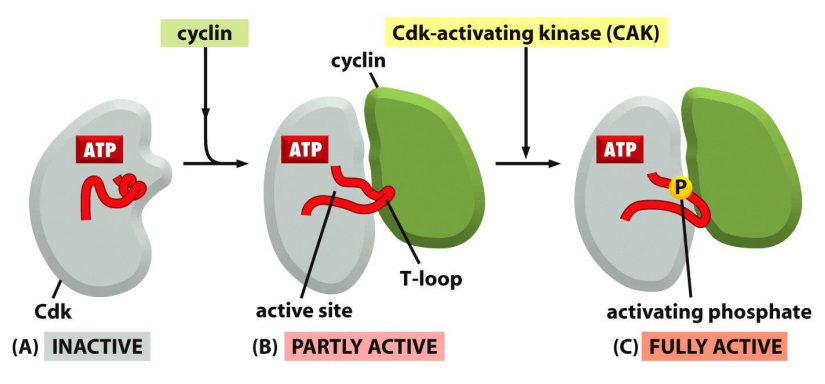 cyclin
Cdk-activating kinase (CAK)
cyclin
ATP
ATP
ATP
P
T-loop
Cdk
active site
activating phosphate
(A) INACTIVE
(B) PARTLY ACTIVE
(C) FULLY ACTIVE